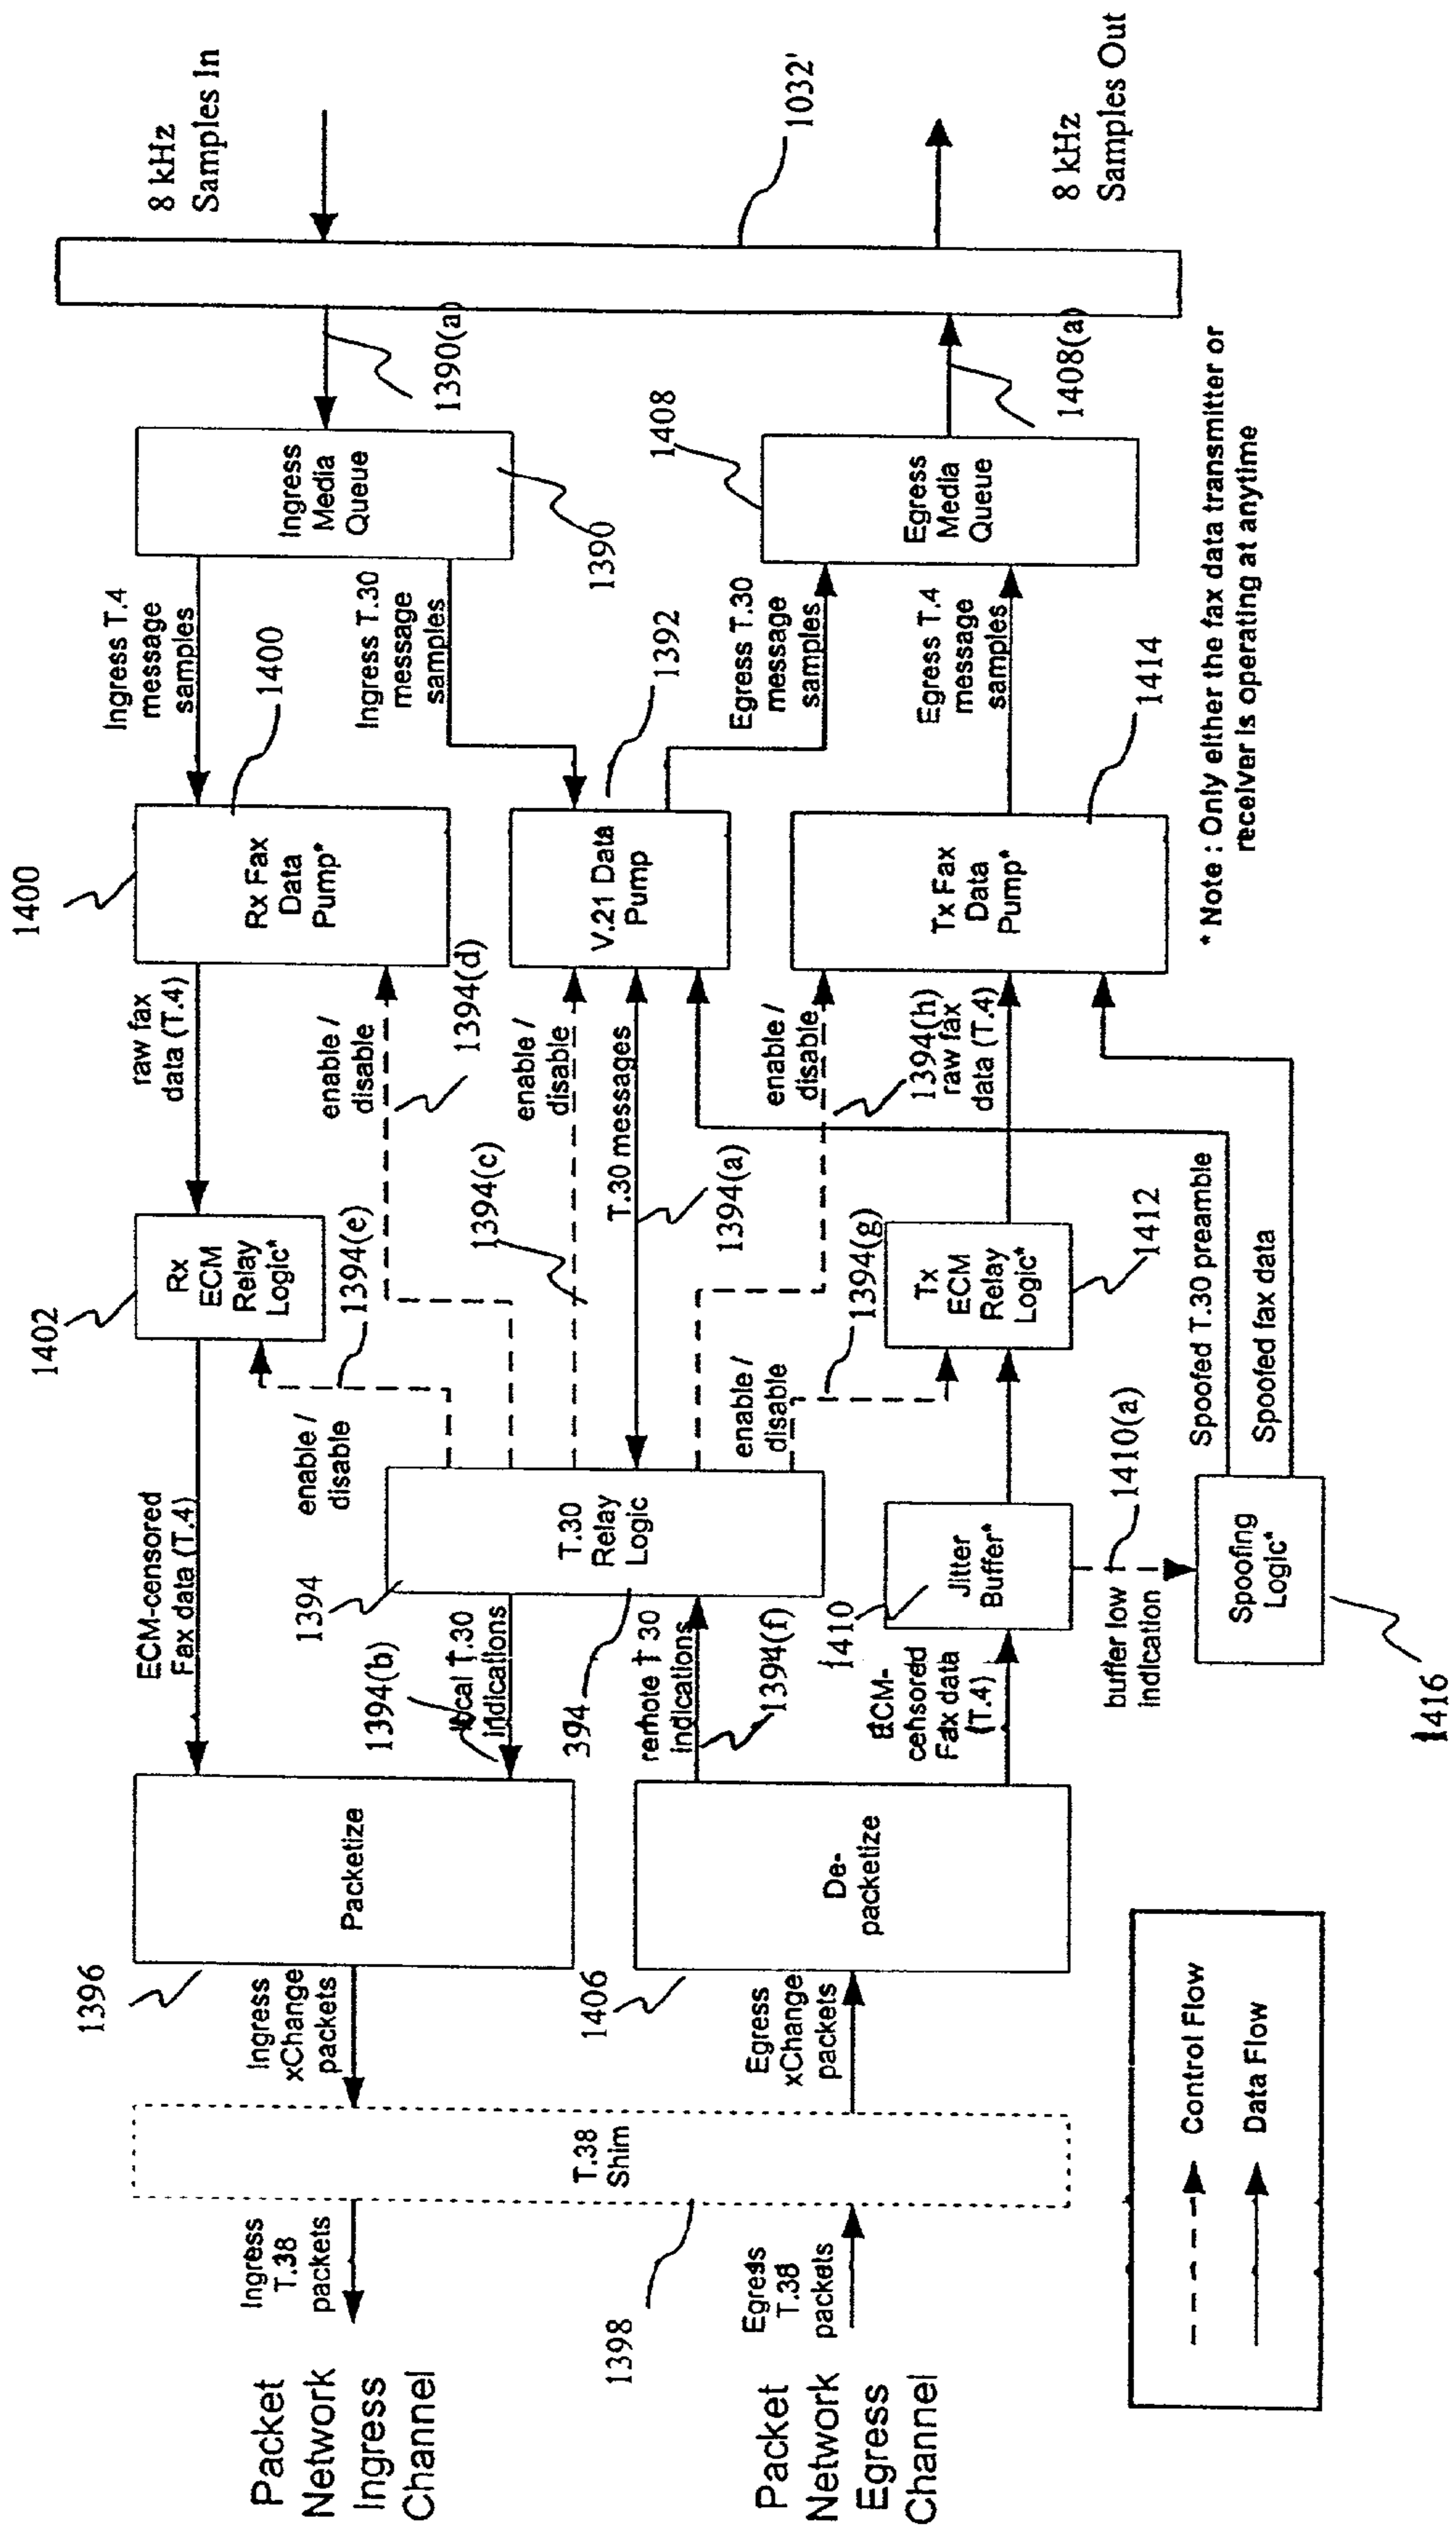 8 kHz
Samples In
8 kHz
Samples Out
1032'
1390(a)
1408(a)
Ingress
Media
Queue
1390
1408
Egress
Media
Queue
Ingress T.4
message
samples
1400
Ingress T.30
message
samples
1392
Egress T.30
message
samples
Egress T.4
message
samples
1414
* Note : Only either the fax data transmitter or
receiver is operating at anytime
1400
Rx Fax
Data
Pump*
V.21 Data
Pump
Tx Fax
Data
Pump*
raw fax
data (T.4)
enable /
disable
1394(d)
enable /
disable
T.30 messages
enable /
disable
1394(h)
raw fax
data (T.4)
1402
Rx
ECM
Relay
Logic*
1394(e)
1394(c)
1394(a)
1394(g)
Tx
ECM
Relay
Logic*
1412
Spoofed T.30 preamble
Spoofed fax data
ECM-censored
Fax data (T.4)
enable /
disable
enable /
disable
1394
T.30
Relay
Logic
1410
Jitter
Buffer*
1410(a)
buffer low
indication
Spoofing
Logic*
1416
1394(b)
local T.30
indications
394
remote T 30
indications
1394(f)
ECM-
censored
Fax data
(T.4)
1396
Packetize
1406
De-
packetize
Ingress
xChange
packets
Egress
xChange
packets
T.38
Shim
1398
Ingress
T.38
packets
Egress
T.38
packets
Packet
Network
Ingress
Channel
Packet
Network
Egress
Channel
Control Flow
Data Flow